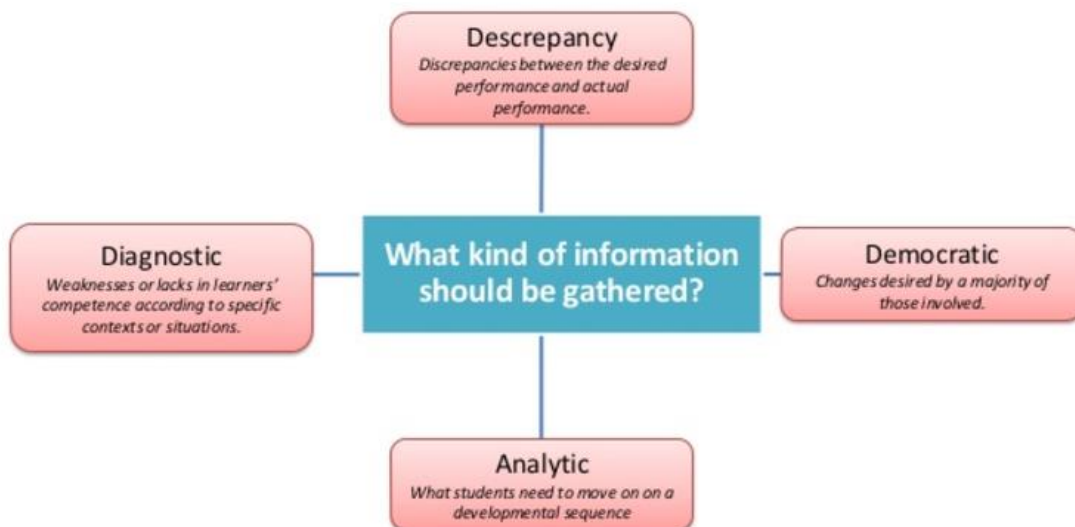 Descrepancy
Discrepancies between the desired
performance and actual
performance.
Diagnostic
Weaknesses or lacks in learners'
competence according to specific
contexts or situations.
What kind of information
should be gathered?
Democratic
Changes desired by a majority of
those involved.
Analytic
What students need to move on on a
developmental sequence